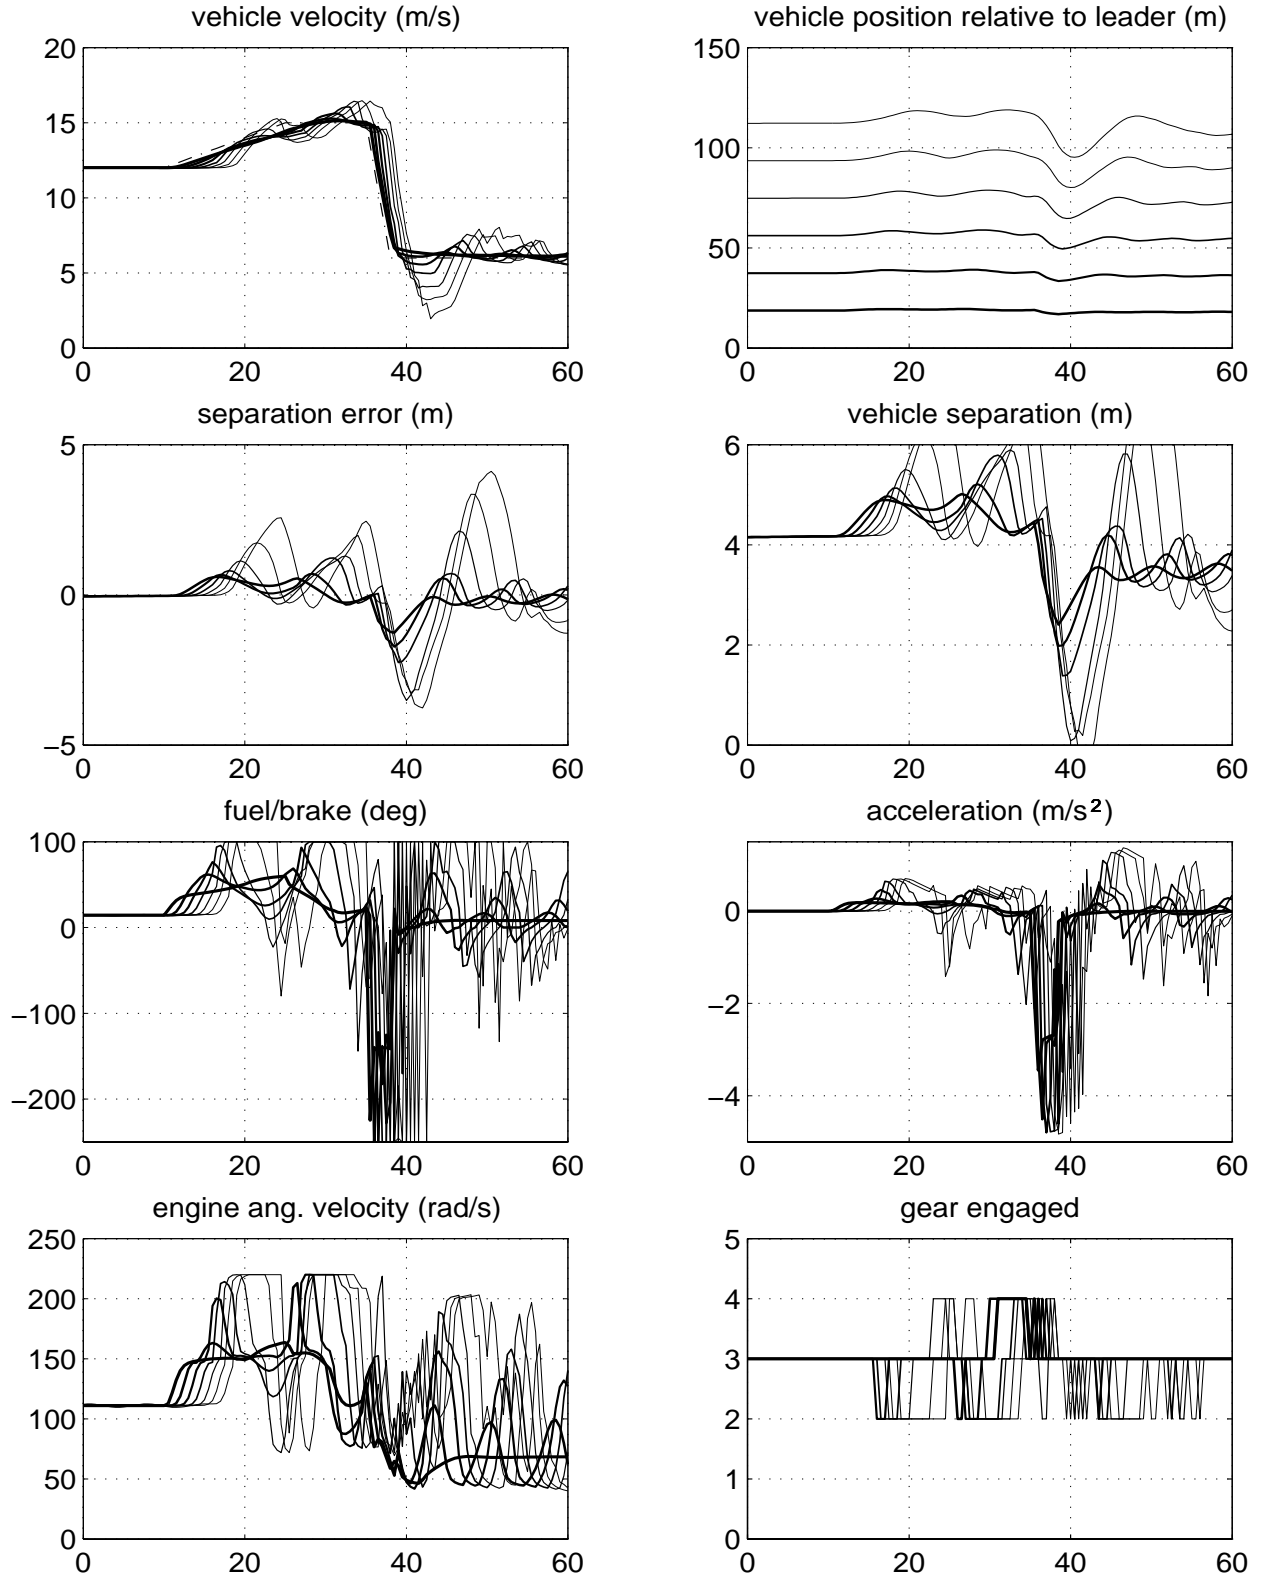 vehicle velocity (m/s)
20
15
10
5
0
0 20 40 60
vehicle position relative to leader (m)
150
100
50
0
0 20 40 60
separation error (m)
5
0
−5
0 20 40 60
vehicle separation (m)
6
4
2
0
0 20 40 60
fuel/brake (deg)
100
0
−100
−200
0 20 40 60
acceleration (m/s²)
0
−2
−4
0 20 40 60
engine ang. velocity (rad/s)
250
200
150
100
50
0
0 20 40 60
gear engaged
5
4
3
2
1
0
0 20 40 60